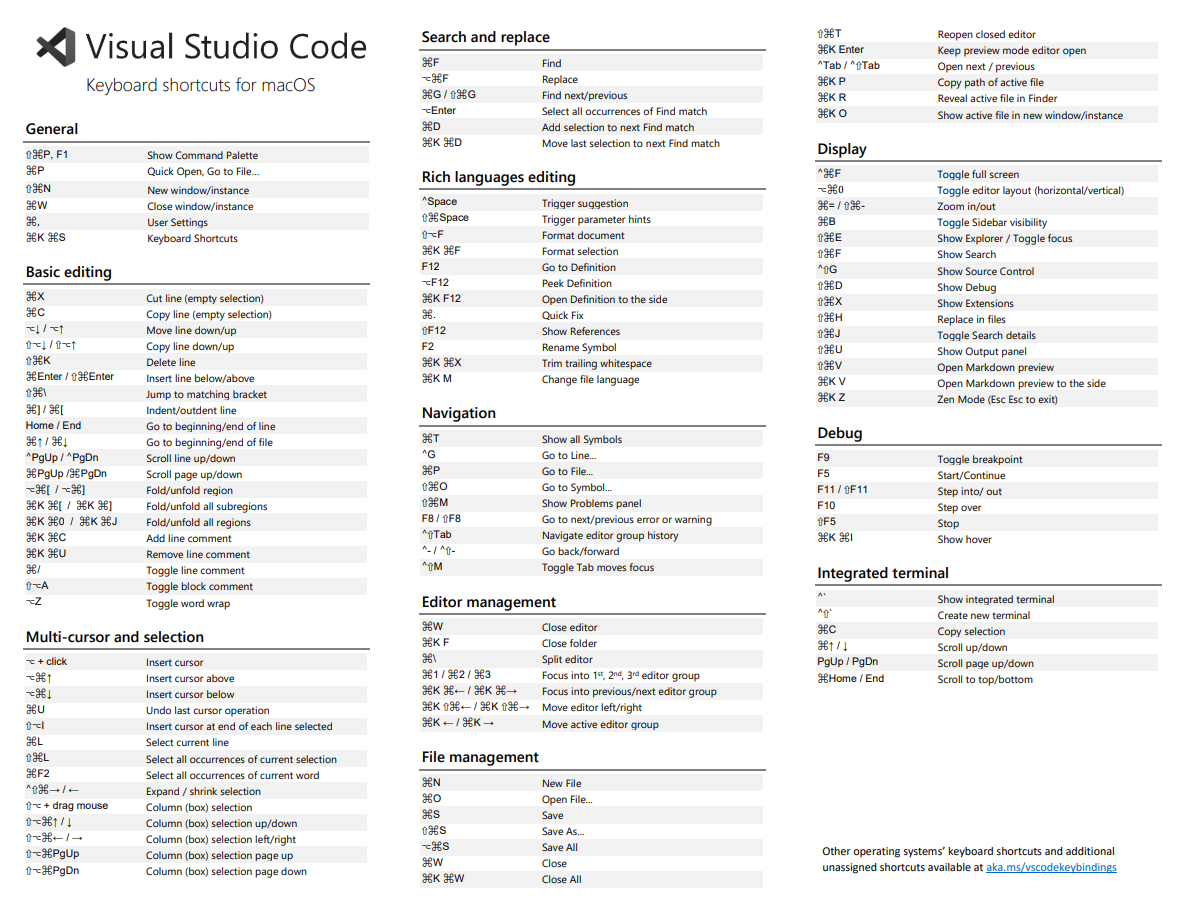 Visual Studio Code
Keyboard shortcuts for macOS
General
⇧⌘P, F1 Show Command Palette
⌘P Quick Open, Go to File…
⇧⌘N New window/instance
⌘W Close window/instance
⌘, User Settings
⌘K ⌘S Keyboard Shortcuts
Basic editing
⌘X Cut line (empty selection)
⌘C Copy line (empty selection)
⌥↓ / ⌥↑ Move line down/up
⇧⌥↓ / ⇧⌥↑ Copy line down/up
⇧⌘K Delete line
⌘Enter / ⇧⌘Enter Insert line below/above
⇧⌘\ Jump to matching bracket
⌘] / ⌘[ Indent/outdent line
Home / End Go to beginning/end of line
⌘↑ / ⌘↓ Go to beginning/end of file
^PgUp / ^PgDn Scroll line up/down
⌘PgUp /⌘PgDn Scroll page up/down
⌥⌘[ / ⌥⌘] Fold/unfold region
⌘K ⌘[ / ⌘K ⌘] Fold/unfold all subregions
⌘K ⌘0 / ⌘K ⌘J Fold/unfold all regions
⌘K ⌘C Add line comment
⌘K ⌘U Remove line comment
⌘/ Toggle line comment
⇧⌥A Toggle block comment
⌥Z Toggle word wrap
Multi-cursor and selection
⌥ + click Insert cursor
⌥⌘↑ Insert cursor above
⌥⌘↓ Insert cursor below
⌘U Undo last cursor operation
⇧⌥I Insert cursor at end of each line selected
⌘L Select current line
⇧⌘L Select all occurrences of current selection
⌘F2 Select all occurrences of current word
^⇧⌘→ / ← Expand / shrink selection
⇧⌥ + drag mouse Column (box) selection
⇧⌥⌘↑ / ↓ Column (box) selection up/down
⇧⌥⌘← / → Column (box) selection left/right
⇧⌥⌘PgUp Column (box) selection page up
⇧⌥⌘PgDn Column (box) selection page down
Search and replace
⌘F Find
⌥⌘F Replace
⌘G / ⇧⌘G Find next/previous
⌥Enter Select all occurrences of Find match
⌘D Add selection to next Find match
⌘K ⌘D Move last selection to next Find match
Rich languages editing
^Space Trigger suggestion
⇧⌘Space Trigger parameter hints
⇧⌥F Format document
⌘K ⌘F Format selection
F12 Go to Definition
⌥F12 Peek Definition
⌘K F12 Open Definition to the side
⌘. Quick Fix
⇧F12 Show References
F2 Rename Symbol
⌘K ⌘X Trim trailing whitespace
⌘K M Change file language
Navigation
⌘T Show all Symbols
^G Go to Line...
⌘P Go to File...
⇧⌘O Go to Symbol...
⇧⌘M Show Problems panel
F8 / ⇧F8 Go to next/previous error or warning
^⇧Tab Navigate editor group history
^- / ^⇧- Go back/forward
^⇧M Toggle Tab moves focus
Editor management
⌘W Close editor
⌘K F Close folder
⌘\ Split editor
⌘1 / ⌘2 / ⌘3 Focus into 1st, 2nd, 3rd editor group
⌘K ⌘← / ⌘K ⌘→ Focus into previous/next editor group
⌘K ⇧⌘← / ⌘K ⇧⌘→ Move editor left/right
⌘K ← / ⌘K → Move active editor group
File management
⌘N New File
⌘O Open File...
⌘S Save
⇧⌘S Save As...
⌥⌘S Save All
⌘W Close
⌘K ⌘W Close All
⇧⌘T Reopen closed editor
⌘K Enter Keep preview mode editor open
^Tab / ^⇧Tab Open next / previous
⌘K P Copy path of active file
⌘K R Reveal active file in Finder
⌘K O Show active file in new window/instance
Display
^⌘F Toggle full screen
⌥⌘0 Toggle editor layout (horizontal/vertical)
⌘= / ⇧⌘- Zoom in/out
⌘B Toggle Sidebar visibility
⇧⌘E Show Explorer / Toggle focus
⇧⌘F Show Search
^⇧G Show Source Control
⇧⌘D Show Debug
⇧⌘X Show Extensions
⇧⌘H Replace in files
⇧⌘J Toggle Search details
⇧⌘U Show Output panel
⇧⌘V Open Markdown preview
⌘K V Open Markdown preview to the side
⌘K Z Zen Mode (Esc Esc to exit)
Debug
F9 Toggle breakpoint
F5 Start/Continue
F11 / ⇧F11 Step into/ out
F10 Step over
⇧F5 Stop
⌘K ⌘I Show hover
Integrated terminal
^` Show integrated terminal
^⇧` Create new terminal
⌘C Copy selection
⌘↑ / ↓ Scroll up/down
PgUp / PgDn Scroll page up/down
⌘Home / End Scroll to top/bottom
Other operating systems’ keyboard shortcuts and additional
unassigned shortcuts available at aka.ms/vscodekeybindings